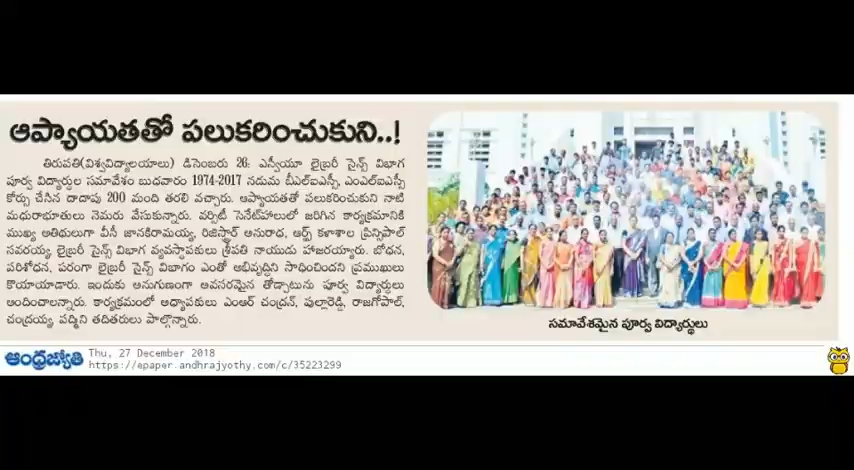 ఆప్యాయతతో పలుకరించుకుని..!
తిరుపతి(విశ్వవిద్యాలయాలు) డిసెంబరు 26: ఎస్వీయూ లైబ్రరీ సైన్స్ విభాగ
పూర్వ విద్యార్థుల సమావేశం బుధవారం 1974-2017 నడుమ బీఎల్ఐఎస్సీ, ఎంఎల్ఐఎస్సీ
కోర్సు చేసిన దాదాపు 200 మంది తరలి వచ్చారు. ఆప్యాయతతో పలుకరించుకుని నాటి
మధురానుభూతులు నెమరు వేసుకున్నారు. వర్సిటీ సెనేట్‌హాలులో జరిగిన కార్యక్రమానికి
ముఖ్య అతిథులుగా వీసీ జానకిరామయ్య, రిజిస్ట్రార్ అనురాధ, ఆర్ట్స్ కళాశాల ప్రిన్సిపాల్
నవరయ్య, లైబ్రరీ సైన్స్ విభాగ వ్యవస్థాపకులు శ్రీపతి నాయుడు హాజరయ్యారు. బోధన,
పరిశోధన, పరంగా లైబ్రరీ సైన్స్ విభాగం ఎంతో అభివృద్ధిని సాధించిందని ప్రముఖులు
కొయాయాడారు. ఇందుకు అనుగుణంగా అవసరమైన తోడ్పాటును పూర్వ విద్యార్థులు
అందించాలన్నారు. కార్యక్రమంలో అధ్యాపకులు ఎంఆర్ చంద్రన్, పుల్లారెడ్డి, రాజగోపాల్,
చంద్రయ్య, పద్మిని తదితరులు పాల్గొన్నారు.
సమావేశమైన పూర్వ విద్యార్థులు
ఆంధ్రజ్యోతి Thu, 27 December 2018
https://epaper.andhrajyothy.com/c/35223299